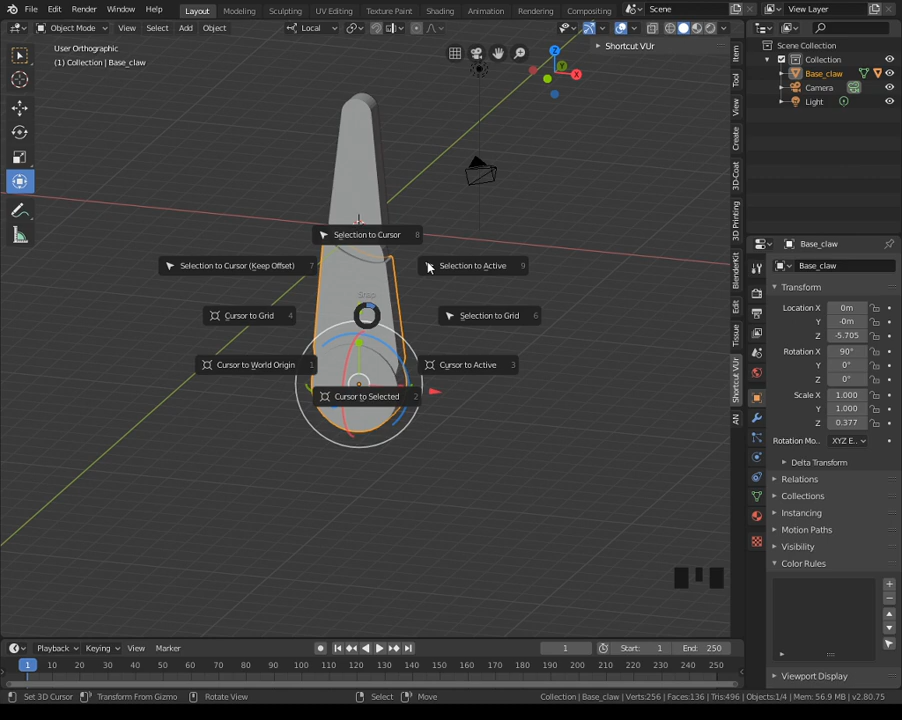 File Edit Render Window Help Layout Modeling Sculpting UV Editing Texture Paint Shading Animation Rendering Compositing Scene View Layer
Object Mode View Select Add Object Local
User Orthographic
(1) Collection | Base_claw
Shortcut VUr
Z
Y
X
Item
Tool
View
Create
3D-Coat
3D Printing
BlenderKit
Edit
Tissue
Shortcut VUr
AN
Selection to Cursor 8
Selection to Cursor (Keep Offset) 7
Selection to Active 9
Snap
Cursor to Grid 4
Selection to Grid 6
Cursor to World Origin 1
Cursor to Active 3
Cursor to Selected 2
Scene Collection
Collection
Base_claw
Camera
Light
Base_claw
Base_claw
Transform
Location X 0m
Y -0m
Z -5.705
Rotation X 90°
Y 0°
Z 0°
Scale X 1.000
Y 1.000
Z 0.377
Rotation Mo.. XYZ E..
Delta Transform
Relations
Collections
Instancing
Motion Paths
Visibility
Color Rules
Viewport Display
Playback Keying View Marker 1 Start: 1 End: 250
1 10 20 30 40 50 60 70 80 90 100 110 120 130 140 150 160 170 180 190 200 210 220 230 240 250
Set 3D Cursor Transform From Gizmo Rotate View Select Move Collection | Base_claw | Verts:256 | Faces:136 | Tris:496 | Objects:1/4 | Mem: 56.9 MB | v2.80.75